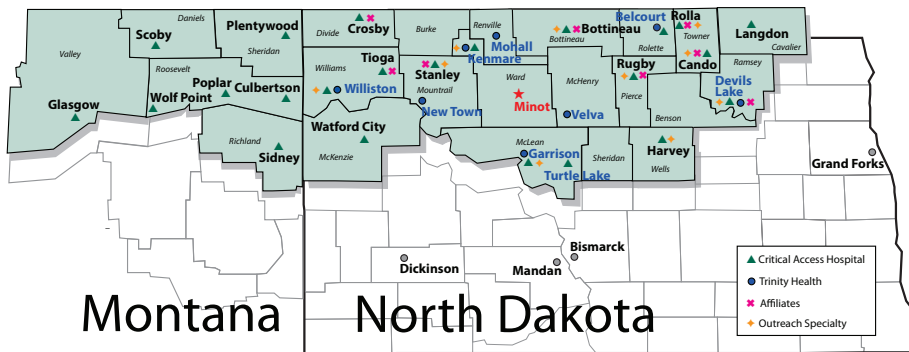 Daniels
Plentywood
Scoby
Valley
Sheridan
Roosevelt
Poplar
Culbertson
Wolf Point
Glasgow
Richland
Sidney
Divide
Crosby
Burke
Renville
Mohall
Kenmare
Bottineau
Bottineau
Belcourt
Rolette
Rolla
Towner
Cando
Langdon
Cavalier
Williams
Tioga
Williston
Stanley
Mountrail
New Town
Ward
Minot
McHenry
Velva
Rugby
Pierce
Ramsey
Devils
Lake
Benson
Watford City
McKenzie
McLean
Garrison
Turtle Lake
Sheridan
Harvey
Wells
Grand Forks
Dickinson
Mandan
Bismarck
Montana
North Dakota
Critical Access Hospital
Trinity Health
Affiliates
Outreach Specialty